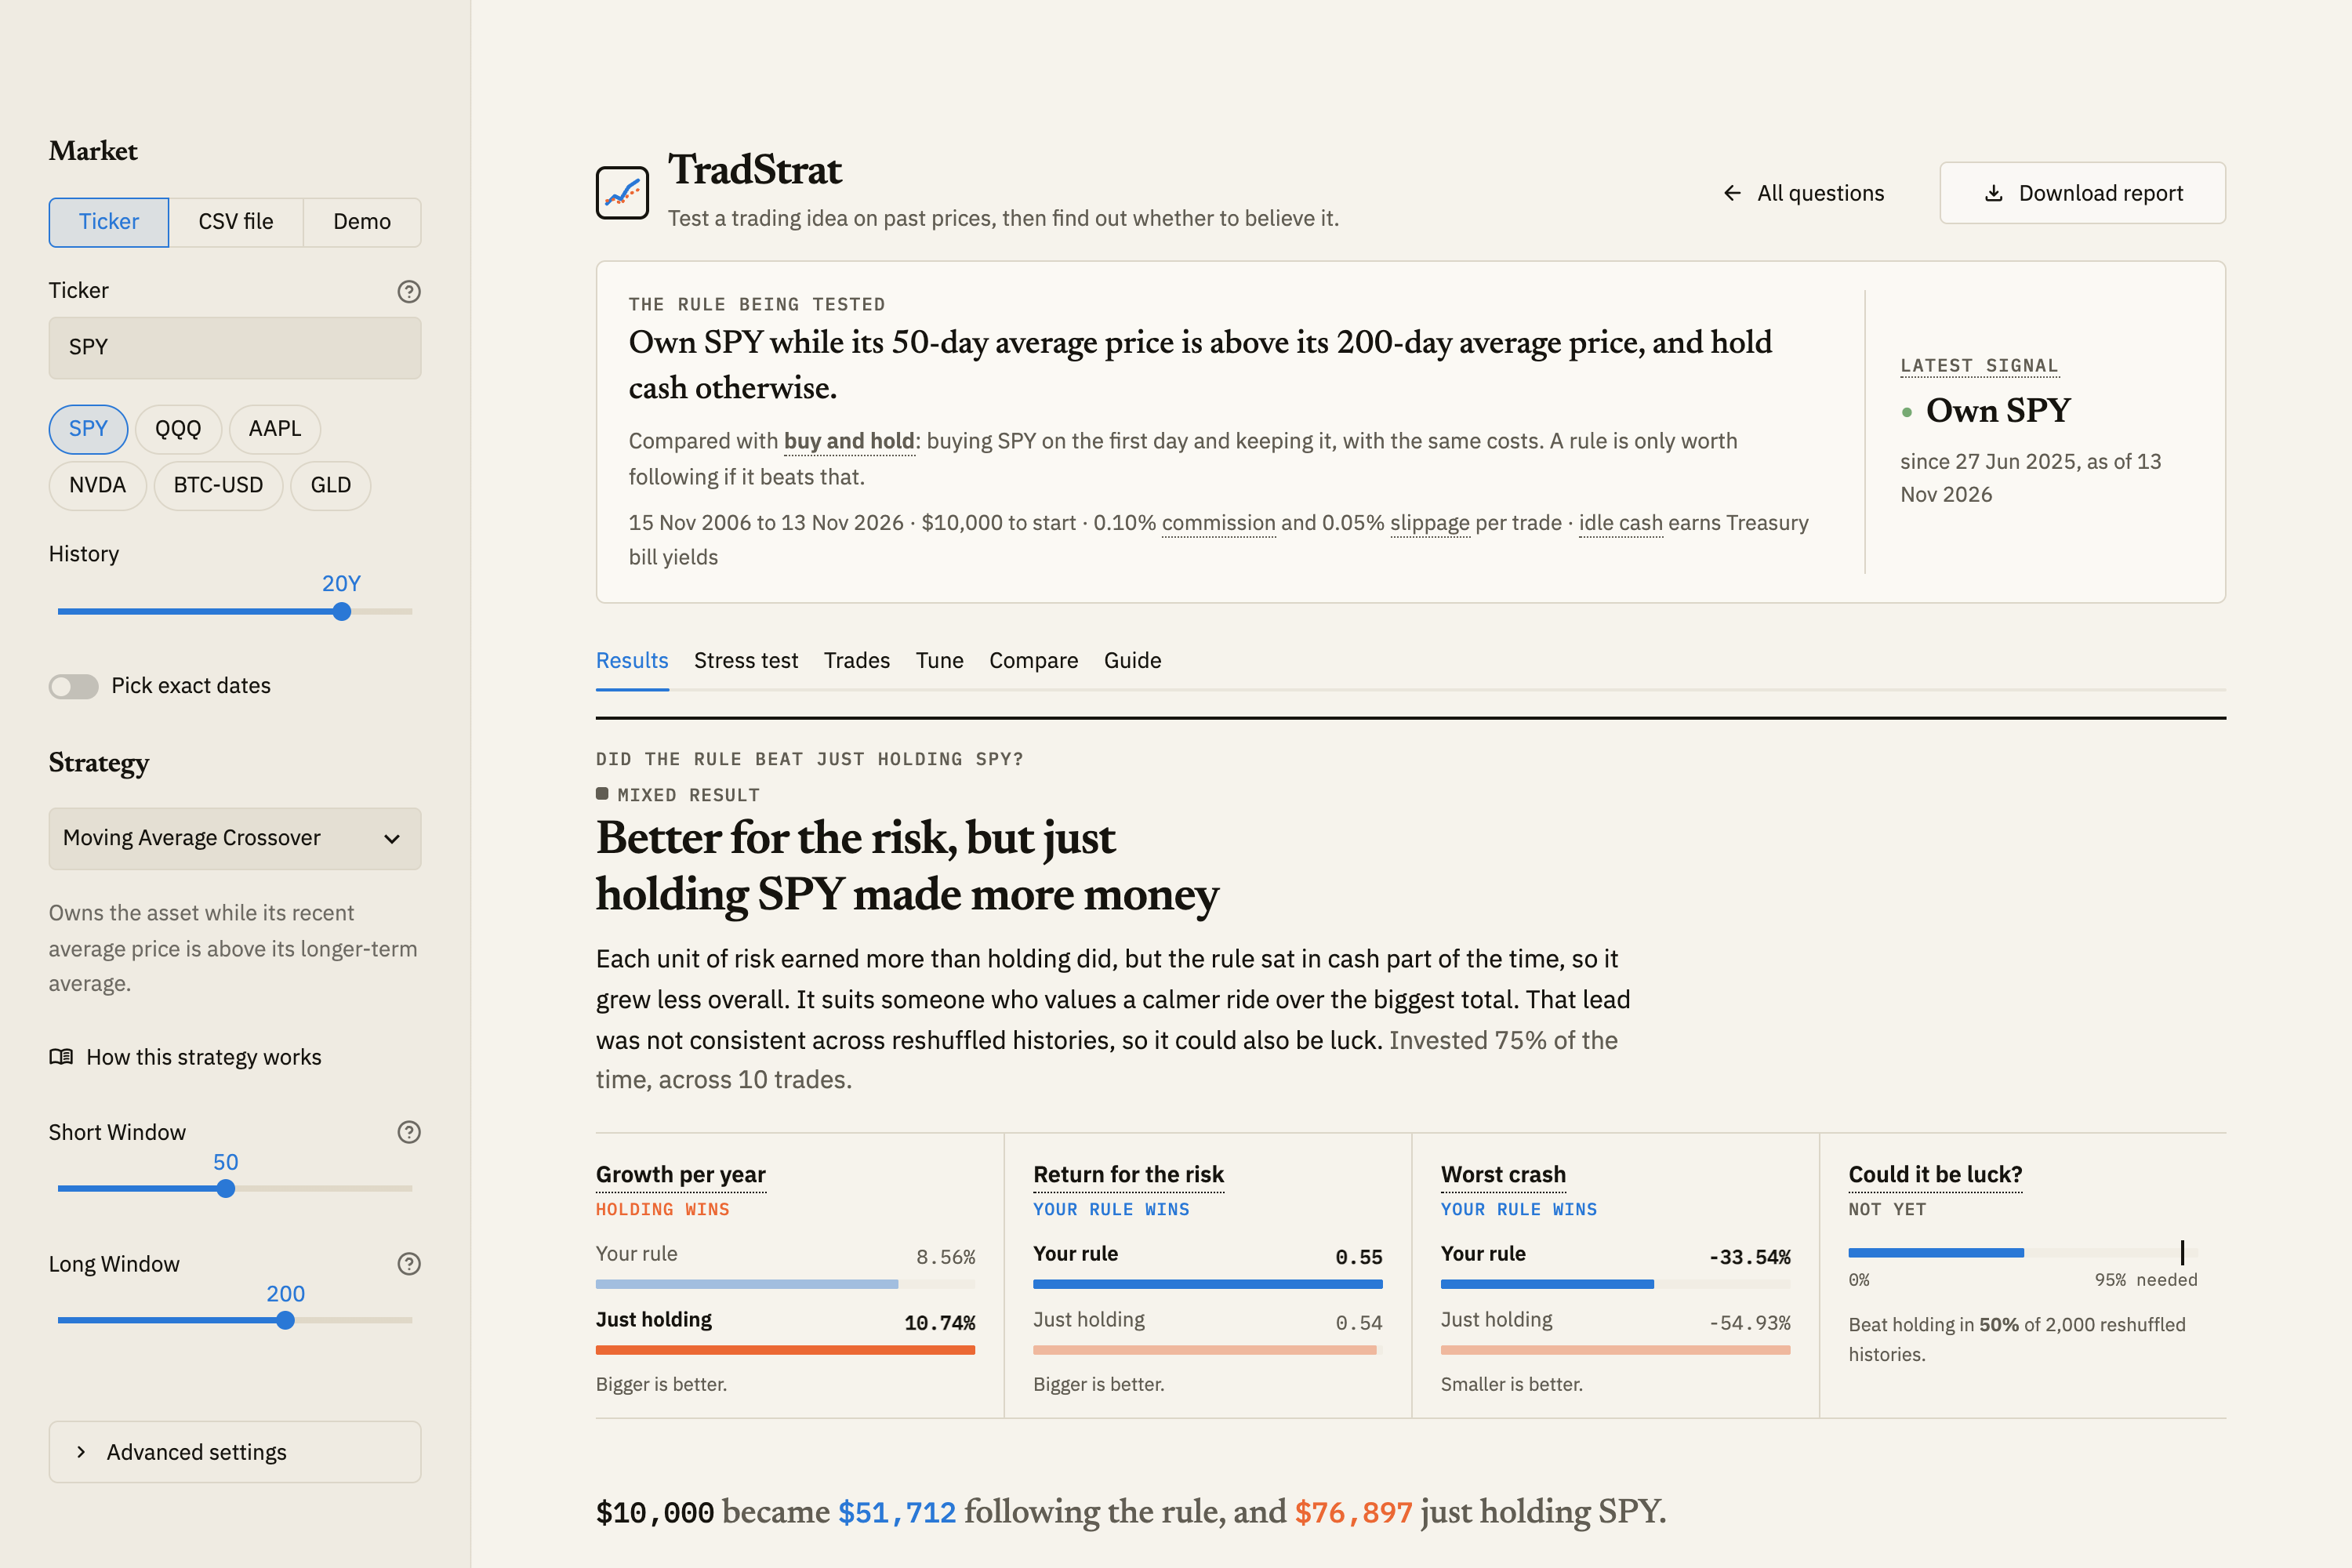 Market
Ticker
CSV file
Demo
Ticker
SPY
SPY
QQQ
AAPL
NVDA
BTC-USD
GLD
History
20Y
Pick exact dates
Strategy
Moving Average Crossover
Owns the asset while its recent
average price is above its longer-term
average.
How this strategy works
Short Window
50
Long Window
200
Advanced settings
TradStrat
Test a trading idea on past prices, then find out whether to believe it.
All questions
Download report
THE RULE BEING TESTED
Own SPY while its 50-day average price is above its 200-day average price, and hold
cash otherwise.
Compared with buy and hold: buying SPY on the first day and keeping it, with the same costs. A rule is only worth
following if it beats that.
15 Nov 2006 to 13 Nov 2026 · $10,000 to start · 0.10% commission and 0.05% slippage per trade · idle cash earns Treasury
bill yields
LATEST SIGNAL
Own SPY
since 27 Jun 2025, as of 13
Nov 2026
Results
Stress test
Trades
Tune
Compare
Guide
DID THE RULE BEAT JUST HOLDING SPY?
MIXED RESULT
Better for the risk, but just
holding SPY made more money
Each unit of risk earned more than holding did, but the rule sat in cash part of the time, so it
grew less overall. It suits someone who values a calmer ride over the biggest total. That lead
was not consistent across reshuffled histories, so it could also be luck. Invested 75% of the
time, across 10 trades.
Growth per year
HOLDING WINS
Your rule 8.56%
Just holding 10.74%
Bigger is better.
Return for the risk
YOUR RULE WINS
Your rule 0.55
Just holding 0.54
Bigger is better.
Worst crash
YOUR RULE WINS
Your rule -33.54%
Just holding -54.93%
Smaller is better.
Could it be luck?
NOT YET
0% 95% needed
Beat holding in 50% of 2,000 reshuffled
histories.
$10,000 became $51,712 following the rule, and $76,897 just holding SPY.